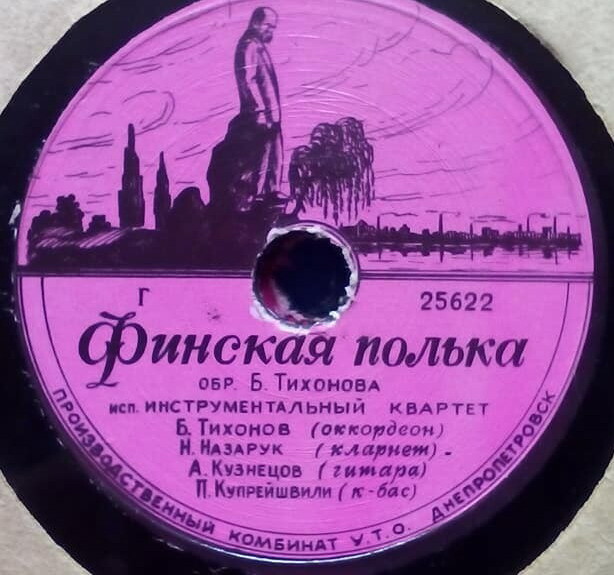 Г 25622
Финская полька
ОБР. Б. ТИХОНОВА
исп. ИНСТРУМЕНТАЛЬНЫЙ КВАРТЕТ
Б. ТИХОНОВ (оккордеон)
Н. НАЗАРУК (кларнет) -
А. КУЗНЕЦОВ (гитара)
П. КУПРЕЙШВИЛИ (к-бас)
ПРОИЗВОДСТВЕННЫЙ КОМБИНАТ У.Т.О. ДНЕПРОПЕТРОВСК